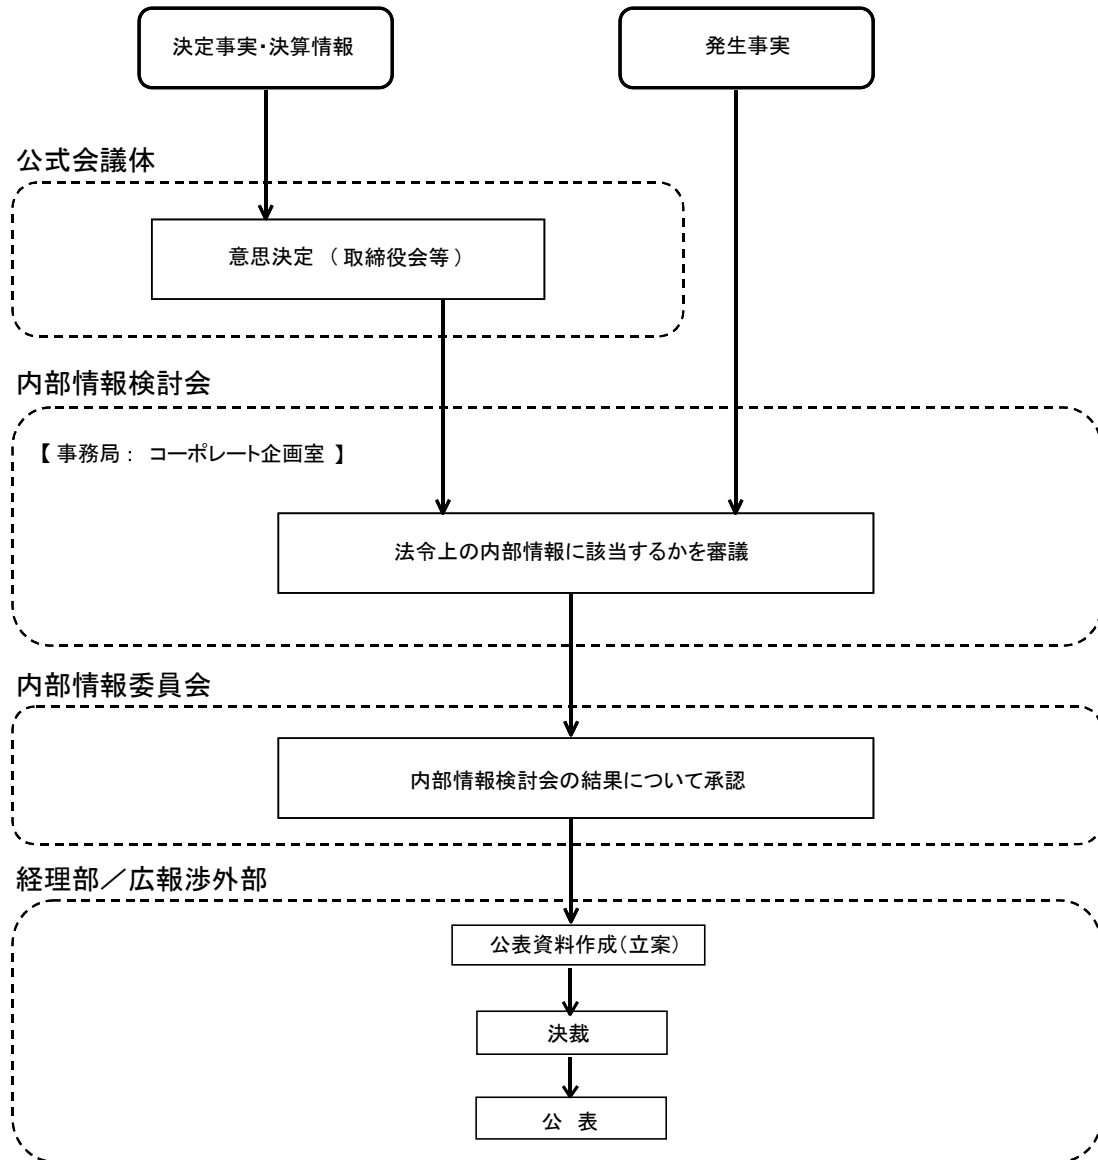 決定事実・決算情報
発生事実
公式会議体
意思決定 （ 取締役会等 ）
内部情報検討会
【 事務局 ： コーポレート企画室 】
法令上の内部情報に該当するかを審議
内部情報委員会
内部情報検討会の結果について承認
経理部／広報渉外部
公表資料作成（立案）
決裁
公 表